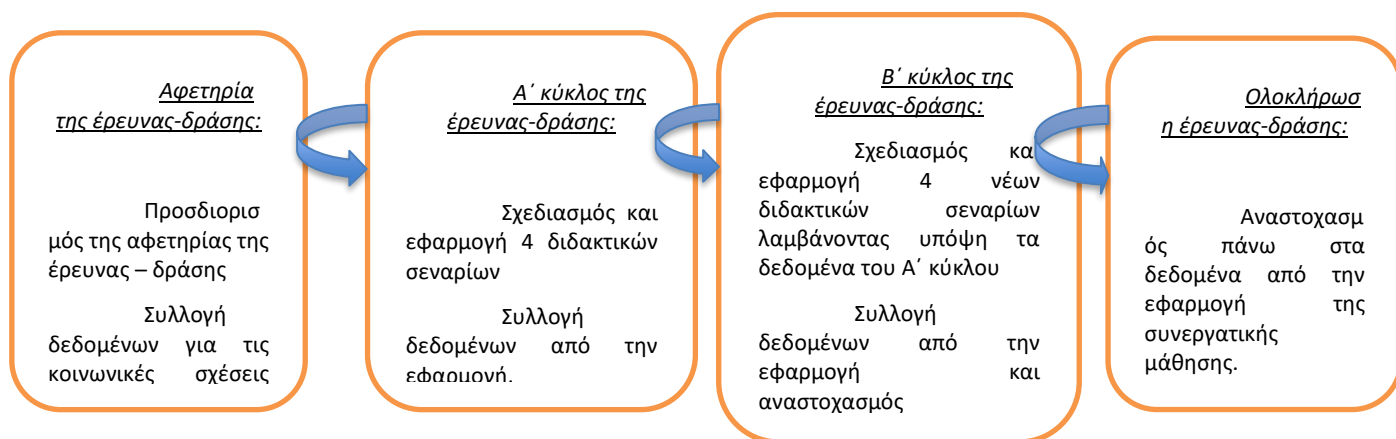 Αφετηρία
της έρευνας-δράσης:
Προσδιορισ
μός της αφετηρίας της
έρευνας – δράσης
Συλλογή
δεδομένων για τις
κοινωνικές σχέσεις
Α΄ κύκλος της
έρευνας-δράσης:
Σχεδιασμός και
εφαρμογή 4 διδακτικών
σεναρίων
Συλλογή
δεδομένων από την
εφαρμογή.
Β΄ κύκλος της
έρευνας-δράσης:
Σχεδιασμός κα
εφαρμογή 4 νέων
διδακτικών σεναρίων
λαμβάνοντας υπόψη τα
δεδομένα του Α΄ κύκλου
Συλλογή
δεδομένων από την
εφαρμογή και
αναστοχασμός
Ολοκλήρωσ
η έρευνας-δράσης:
Αναστοχασμ
ός πάνω στα
δεδομένα από την
εφαρμογή της
συνεργατικής
μάθησης.